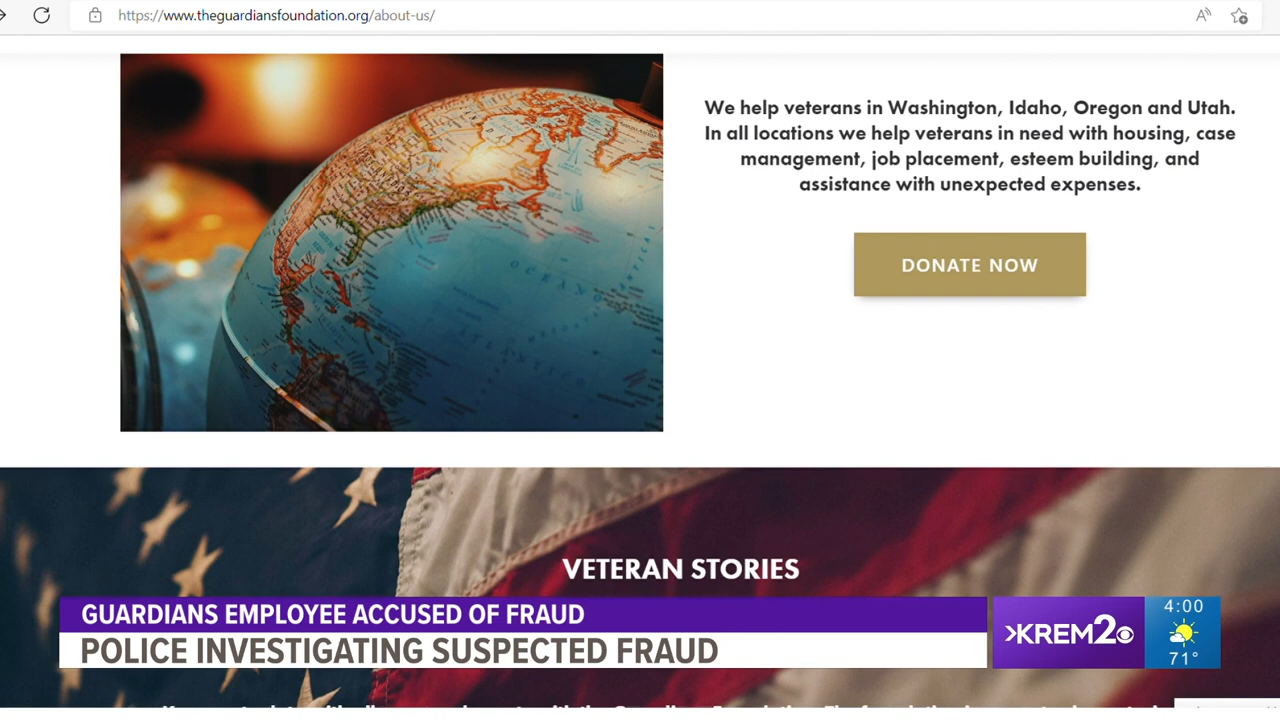 https://www.theguardiansfoundation.org/about-us/
We help veterans in Washington, Idaho, Oregon and Utah.
In all locations we help veterans in need with housing, case
management, job placement, esteem building, and
assistance with unexpected expenses.
DONATE NOW
VETERAN STORIES
GUARDIANS EMPLOYEE ACCUSED OF FRAUD
POLICE INVESTIGATING SUSPECTED FRAUD
KREM2
4:00
71°